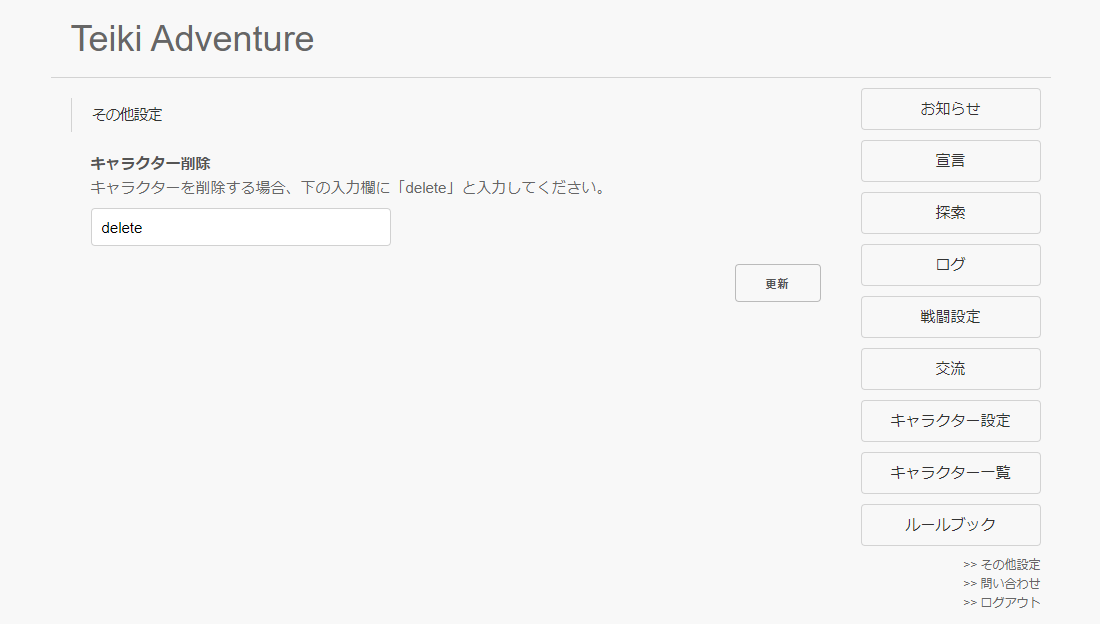 Teiki Adventure
その他設定
キャラクター削除
キャラクターを削除する場合、下の入力欄に「delete」と入力してください。
delete
更新
お知らせ
宣言
探索
ログ
戦闘設定
交流
キャラクター設定
キャラクター一覧
ルールブック
>> その他設定
>> 問い合わせ
>> ログアウト